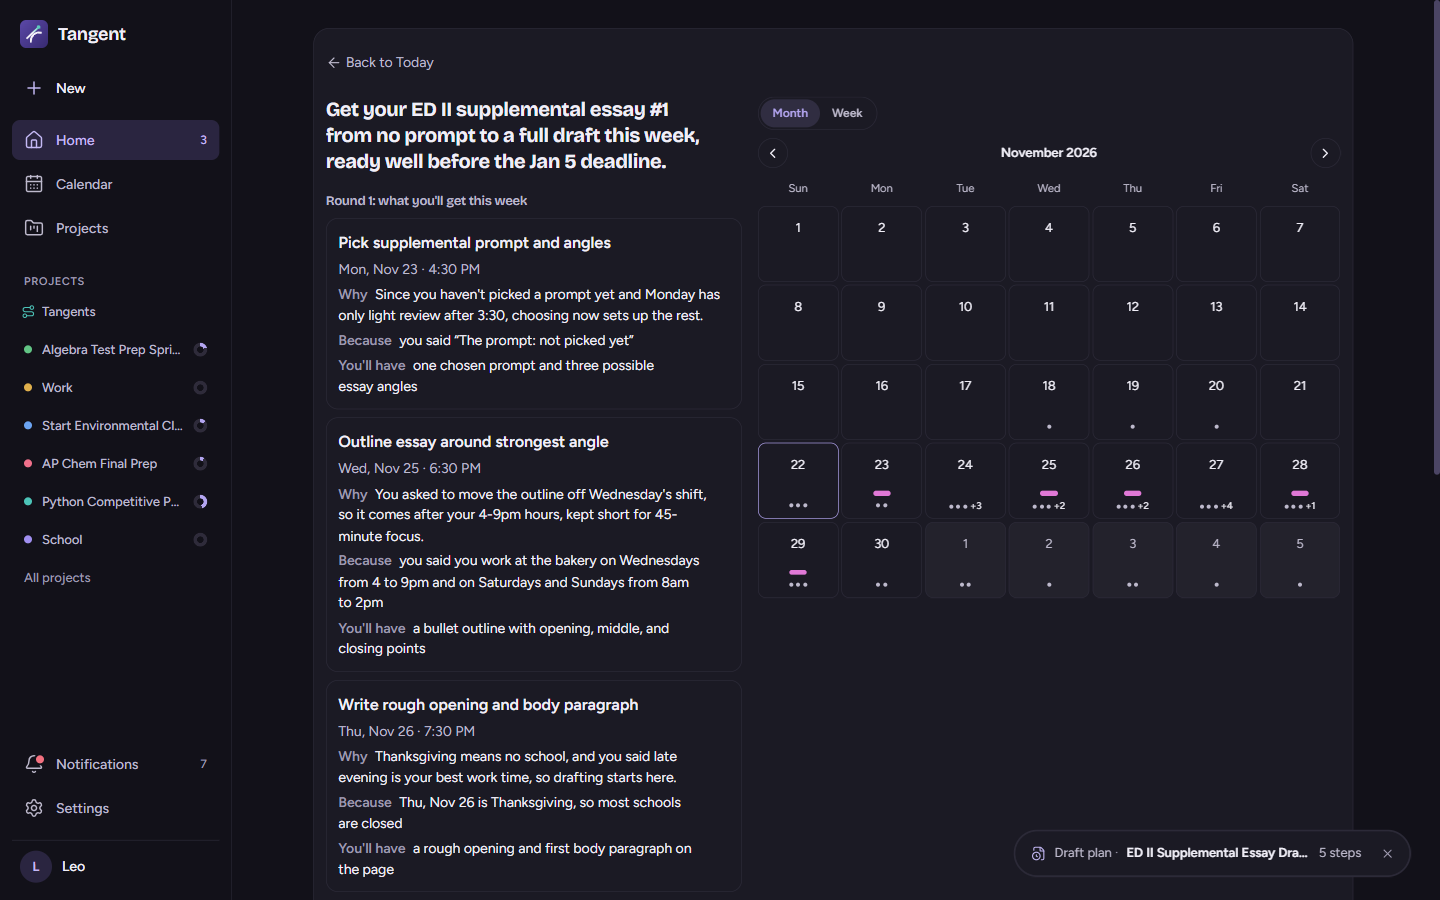 Tangent
New
Home 3
Calendar
Projects
PROJECTS
Tangents
Algebra Test Prep Spri...
Work
Start Environmental Cl...
AP Chem Final Prep
Python Competitive P...
School
All projects
Notifications 7
Settings
L Leo
← Back to Today
Get your ED II supplemental essay #1
from no prompt to a full draft this week,
ready well before the Jan 5 deadline.
Round 1: what you'll get this week
Pick supplemental prompt and angles
Mon, Nov 23 · 4:30 PM
Why Since you haven't picked a prompt yet and Monday has
only light review after 3:30, choosing now sets up the rest.
Because you said "The prompt: not picked yet"
You'll have one chosen prompt and three possible
essay angles
Outline essay around strongest angle
Wed, Nov 25 · 6:30 PM
Why You asked to move the outline off Wednesday's shift,
so it comes after your 4-9pm hours, kept short for 45-
minute focus.
Because you said you work at the bakery on Wednesdays
from 4 to 9pm and on Saturdays and Sundays from 8am
to 2pm
You'll have a bullet outline with opening, middle, and
closing points
Write rough opening and body paragraph
Thu, Nov 26 · 7:30 PM
Why Thanksgiving means no school, and you said late
evening is your best work time, so drafting starts here.
Because Thu, Nov 26 is Thanksgiving, so most schools
are closed
You'll have a rough opening and first body paragraph on
the page
Month Week
November 2026
Sun Mon Tue Wed Thu Fri Sat
1 2 3 4 5 6 7
8 9 10 11 12 13 14
15 16 17 18 19 20 21
22 23 24 25 26 27 28
+3 +2 +2 +4 +1
29 30 1 2 3 4 5
Draft plan · ED II Supplemental Essay Dra... 5 steps